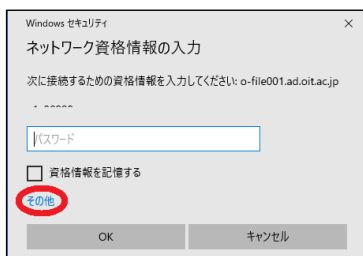 Windows セキュリティ
ネットワーク資格情報の入力
次に接続するための資格情報を入力してください: o-file001.ad.oit.ac.jp
パスワード
資格情報を記憶する
その他
OK
キャンセル